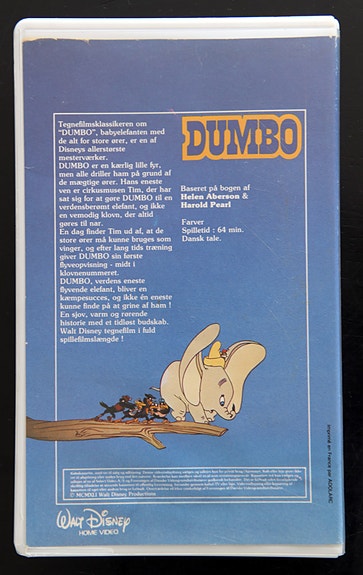 Tegnefilmsklassikeren om
"DUMBO", babyelefanten med
de alt for store ører, er en af
Disneys allerstørste
mesterværker.
DUMBO er en kærlig lille fyr,
men alle driller ham på grund af
de mægtige ører. Hans eneste
ven er cirkusmusen Tim, der har
sat sig for at gøre DUMBO til en
verdensberømt elefant, og ikke
en vemodig klovn, der altid
gøres til nar.
En dag finder Tim ud af, at de
store ører må kunne bruges som
vinger, og efter lang tids træning
giver DUMBO sin første
flyveopvisning - midt i
klovnenummeret.
DUMBO, verdens eneste
flyvende elefant, bliver en
kæmpesucces, og ikke én eneste
kunne finde på at grine af ham !
En sjov, varm og rørende
historie med et tidløst budskab.
Walt Disney tegnefilm i fuld
spillefilmslængde !
DUMBO
Baseret på bogen af
Helen Aberson &
Harold Pearl
Farver
Spilletid : 64 min.
Dansk tale.
© MCMXLI Walt Disney Productions
WALT DISNEY
HOME VIDEO